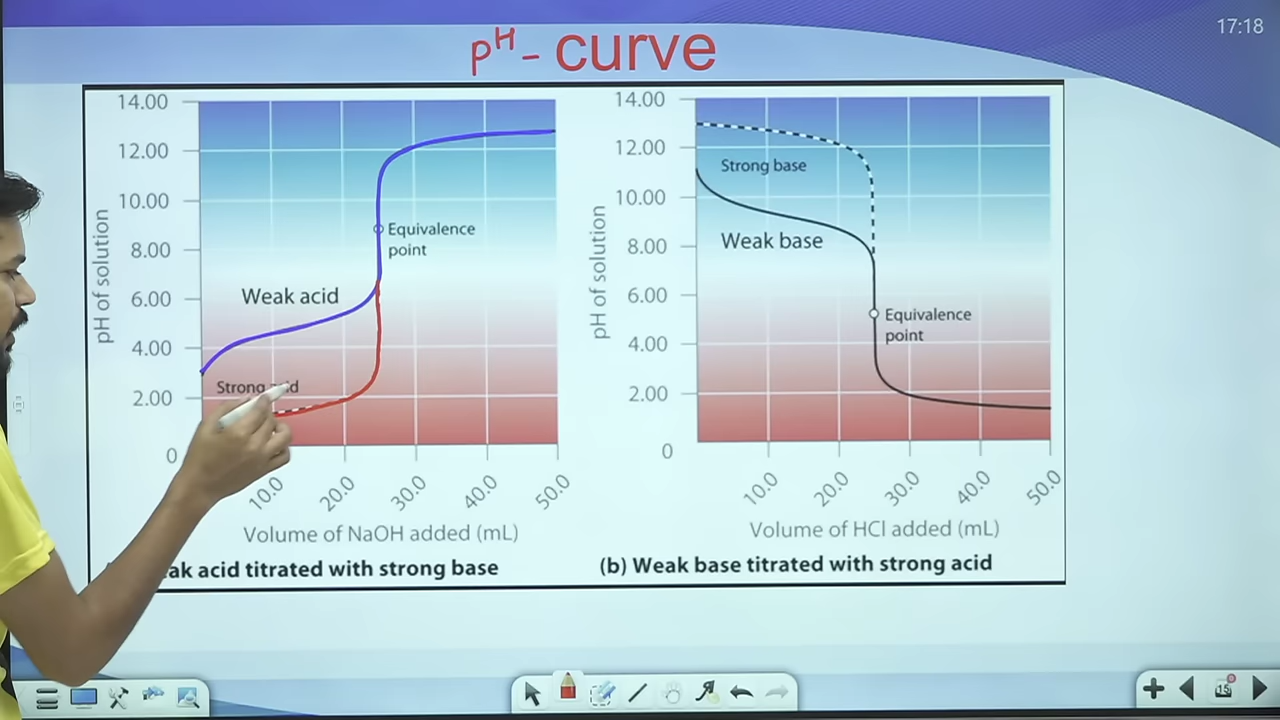 17:18
pH - curve
14.00
12.00
10.00
8.00
6.00
4.00
2.00
0
pH of solution
Equivalence
point
Weak acid
Strong
10.0
20.0
30.0
40.0
50.0
Volume of NaOH added (mL)
acid titrated with strong base
14.00
12.00
10.00
8.00
6.00
4.00
2.00
0
pH of solution
Strong base
Weak base
Equivalence
point
10.0
20.0
30.0
40.0
50.0
Volume of HCl added (mL)
(b) Weak base titrated with strong acid
15